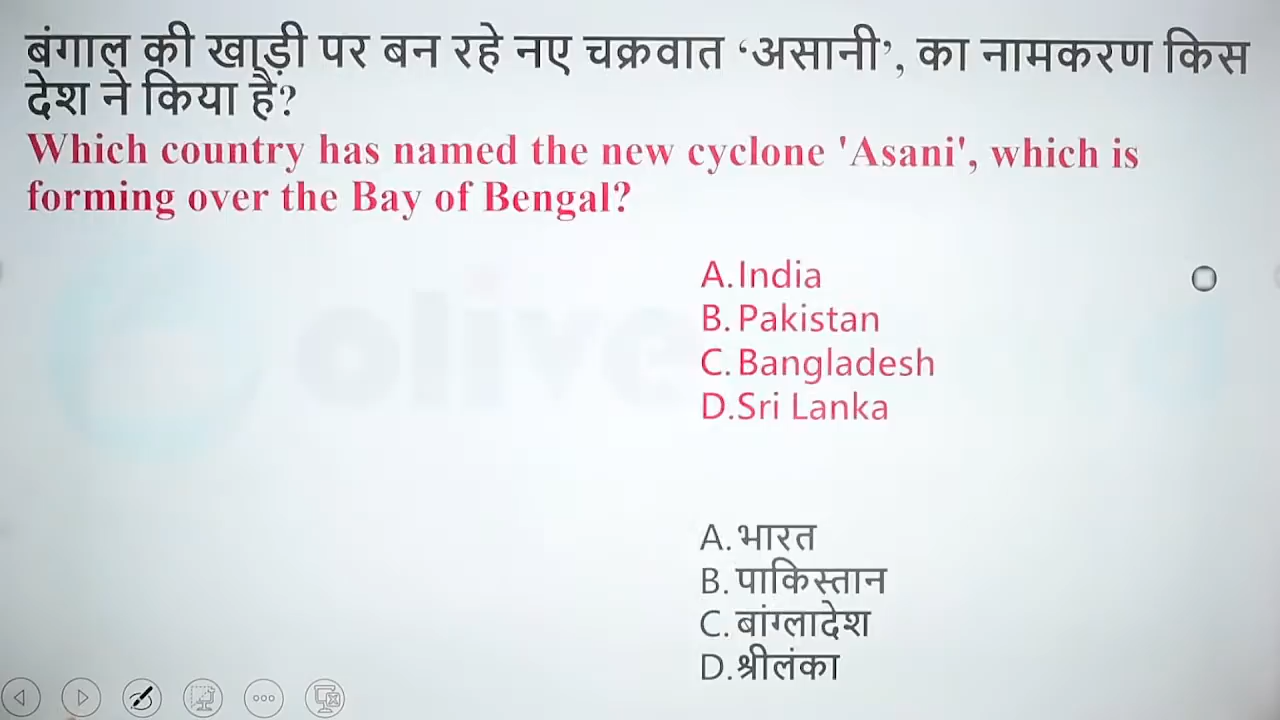 बंगाल की खाड़ी पर बन रहे नए चक्रवात ‘असानी’, का नामकरण किस
देश ने किया है?
Which country has named the new cyclone 'Asani', which is
forming over the Bay of Bengal?
A.India
B.Pakistan
C.Bangladesh
D.Sri Lanka
olive
A.भारत
B.पाकिस्तान
C.बांग्लादेश
D.श्रीलंका